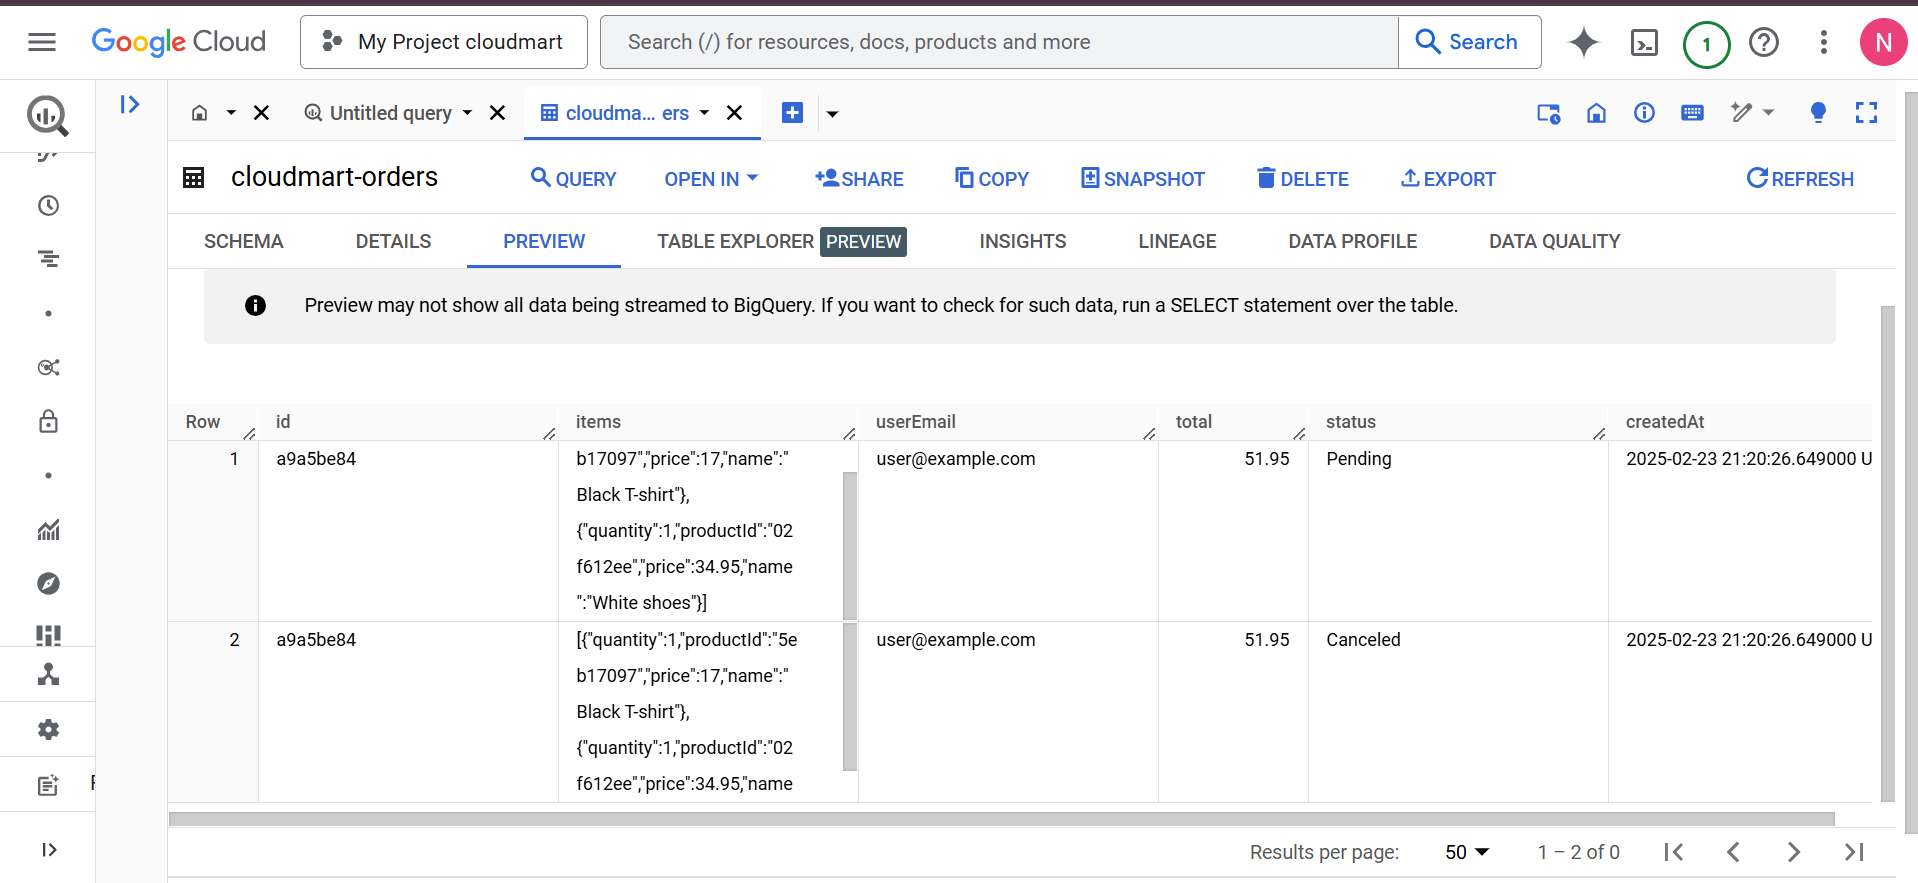 Google Cloud
My Project cloudmart
Search (/) for resources, docs, products and more
Search
1
N
Untitled query
cloudma... ers
cloudmart-orders
QUERY
OPEN IN
SHARE
COPY
SNAPSHOT
DELETE
EXPORT
REFRESH
SCHEMA
DETAILS
PREVIEW
TABLE EXPLORER PREVIEW
INSIGHTS
LINEAGE
DATA PROFILE
DATA QUALITY
Preview may not show all data being streamed to BigQuery. If you want to check for such data, run a SELECT statement over the table.
Row id items userEmail total status createdAt
1 a9a5be84
b17097","price":17,"name":"
Black T-shirt"},
{"quantity":1,"productId":"02
f612ee","price":34.95,"name
":"White shoes"}]
user@example.com 51.95 Pending 2025-02-23 21:20:26.649000 U
2 a9a5be84
[{"quantity":1,"productId":"5e
b17097","price":17,"name":"
Black T-shirt"},
{"quantity":1,"productId":"02
f612ee","price":34.95,"name
user@example.com 51.95 Canceled 2025-02-23 21:20:26.649000 U
Results per page: 50 1 – 2 of 0